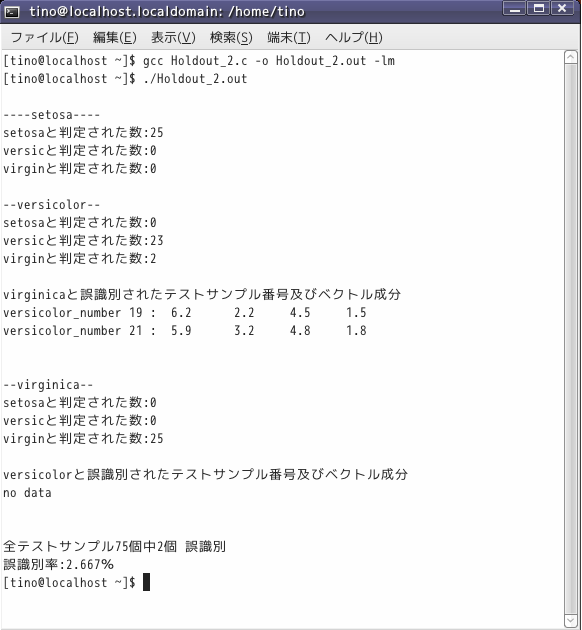 tino@localhost.localdomain: /home/tino
ファイル(F) 編集(E) 表示(V) 検索(S) 端末(T) ヘルプ(H)
[tino@localhost ~]$ gcc Holdout_2.c -o Holdout_2.out -lm
[tino@localhost ~]$ ./Holdout_2.out
----setosa----
setosaと判定された数:25
versicと判定された数:0
virginと判定された数:0
--versicolor--
setosaと判定された数:0
versicと判定された数:23
virginと判定された数:2
virginicaと誤識別されたテストサンプル番号及びベクトル成分
versicolor_number 19 : 6.2 2.2 4.5 1.5
versicolor_number 21 : 5.9 3.2 4.8 1.8
--virginica--
setosaと判定された数:0
versicと判定された数:0
virginと判定された数:25
versicolorと誤識別されたテストサンプル番号及びベクトル成分
no data
全テストサンプル75個中2個 誤識別
誤識別率:2.667%
[tino@localhost ~]$